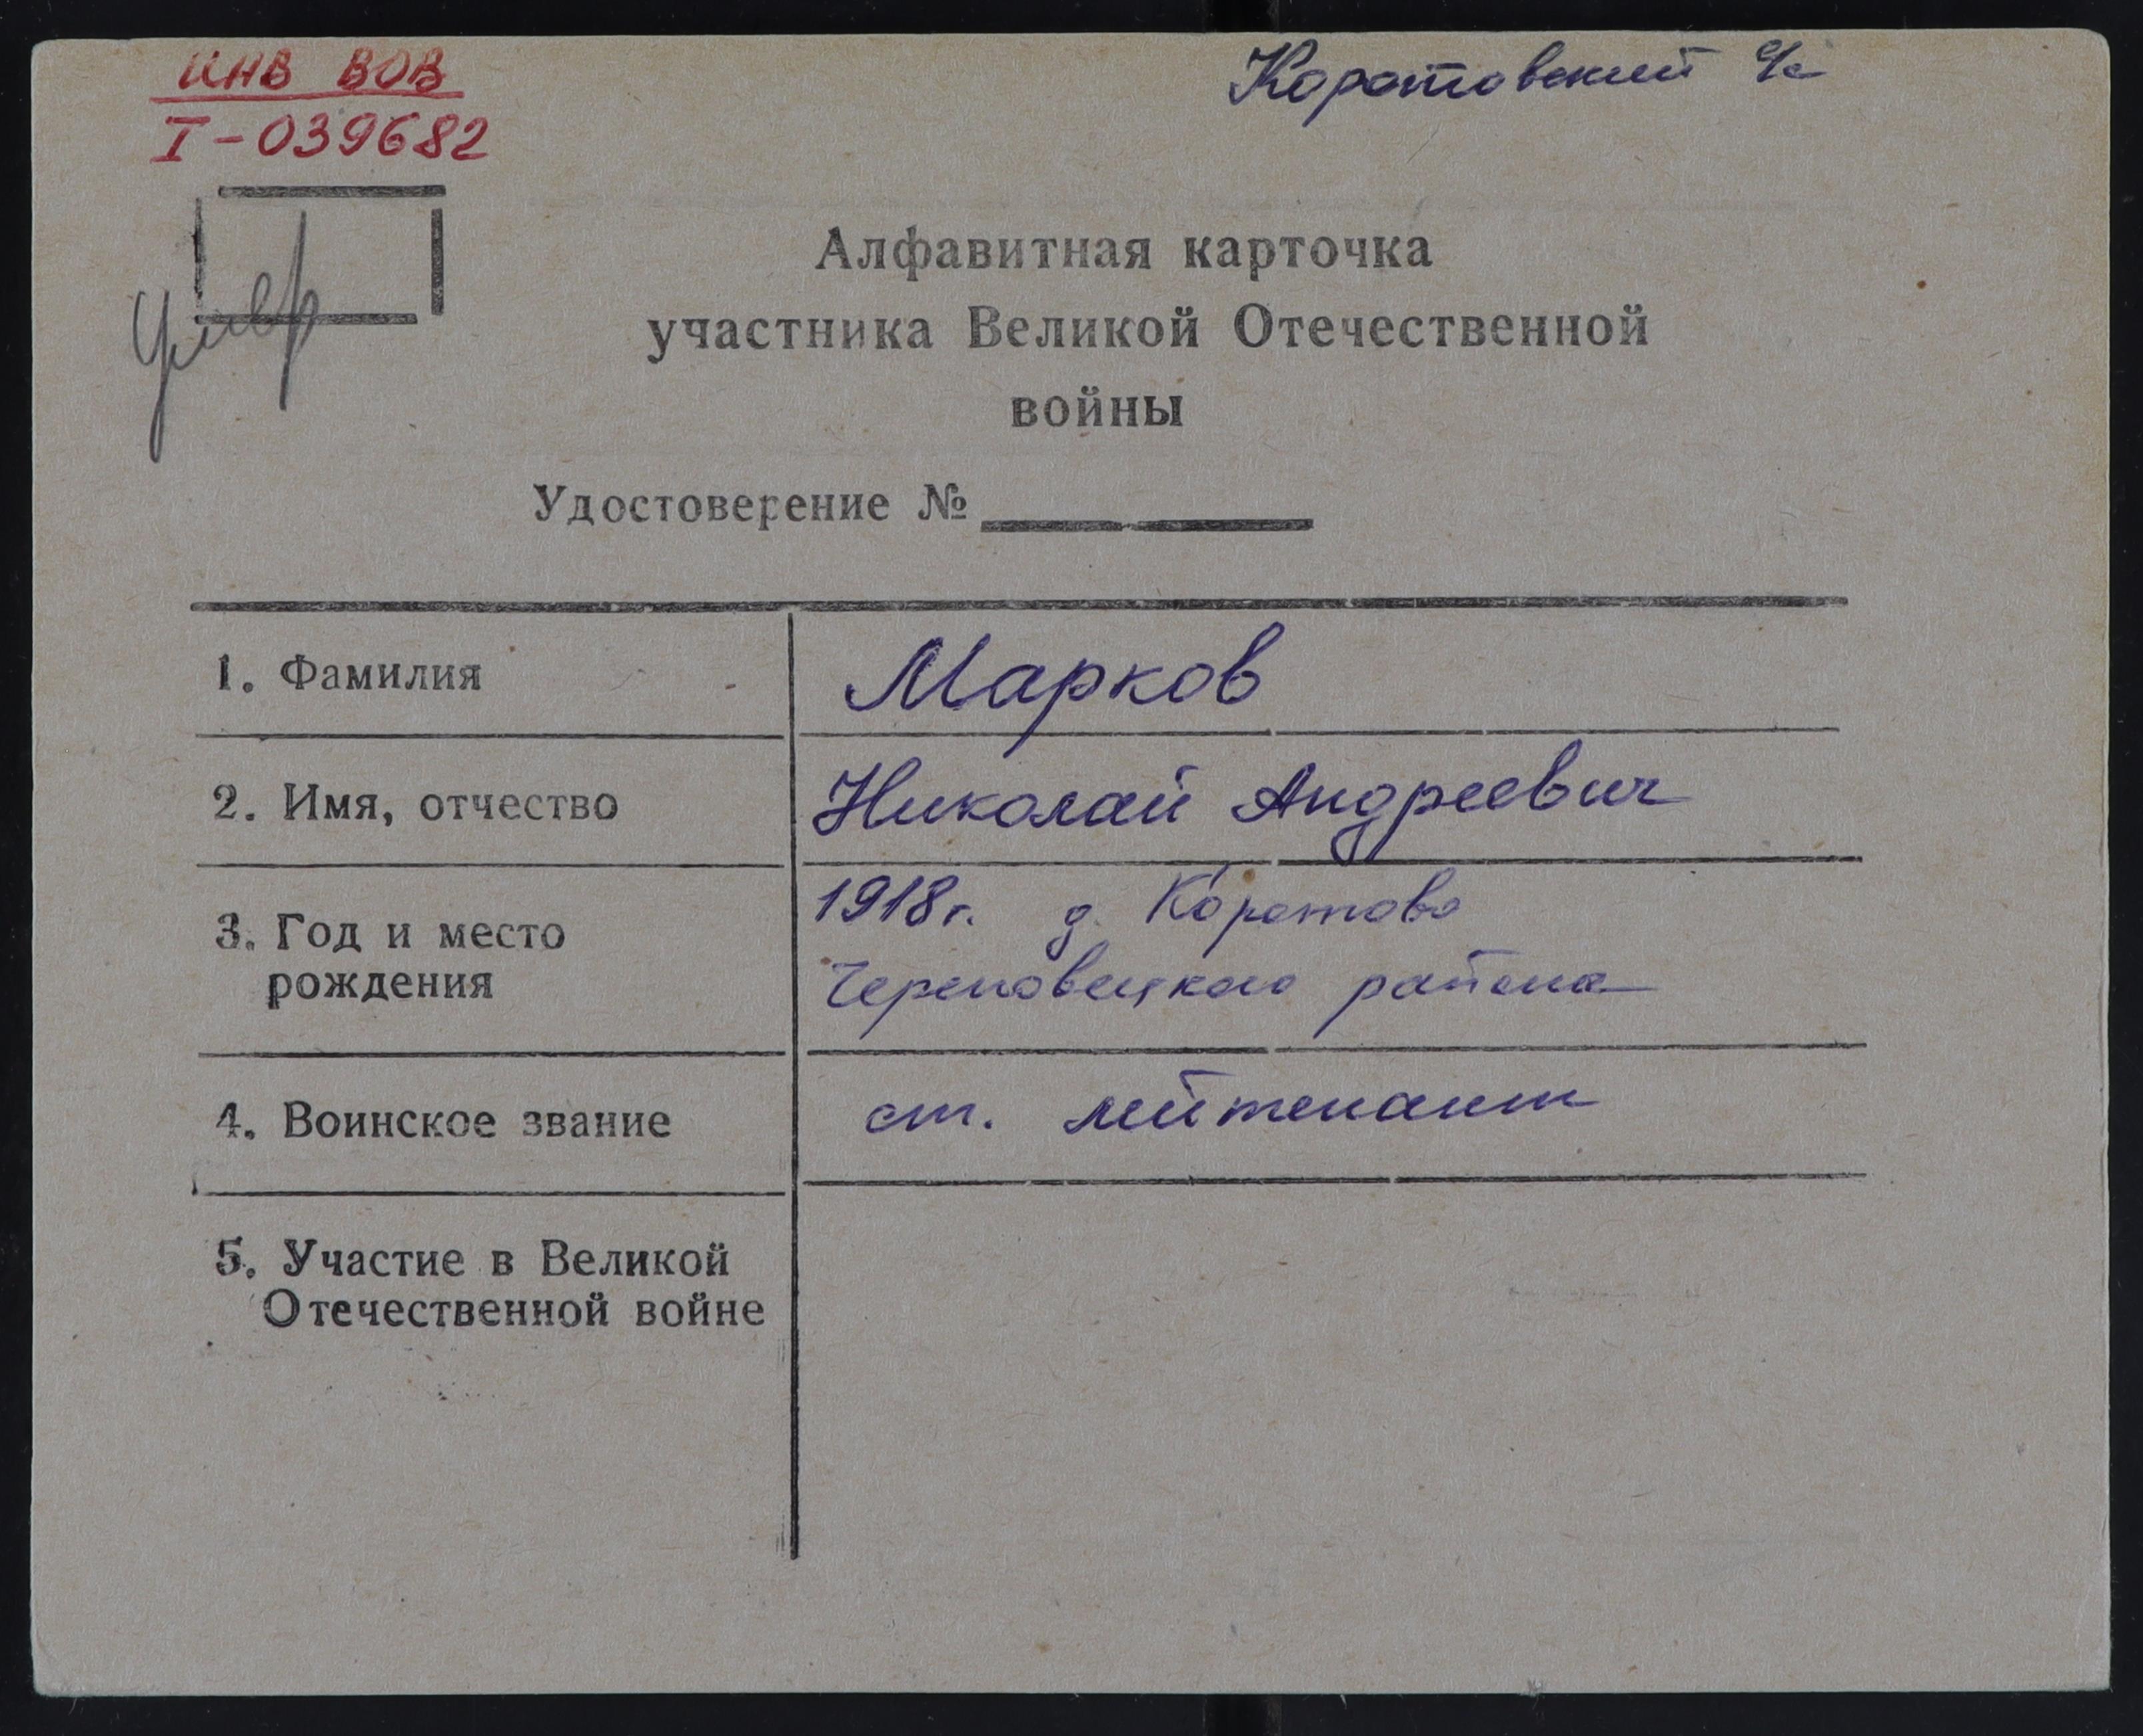 ИНВ ВОВ
I-039682
Коротовский с/с
умер
Алфавитная карточка
участника Великой Отечественной
войны
Удостоверение №
1. Фамилия Марков
2. Имя, отчество Николай Андреевич
3. Год и место рождения 1918г. д. Коротово
Череповецкого района
4. Воинское звание ст. лейтенант
5. Участие в Великой
Отечественной войне